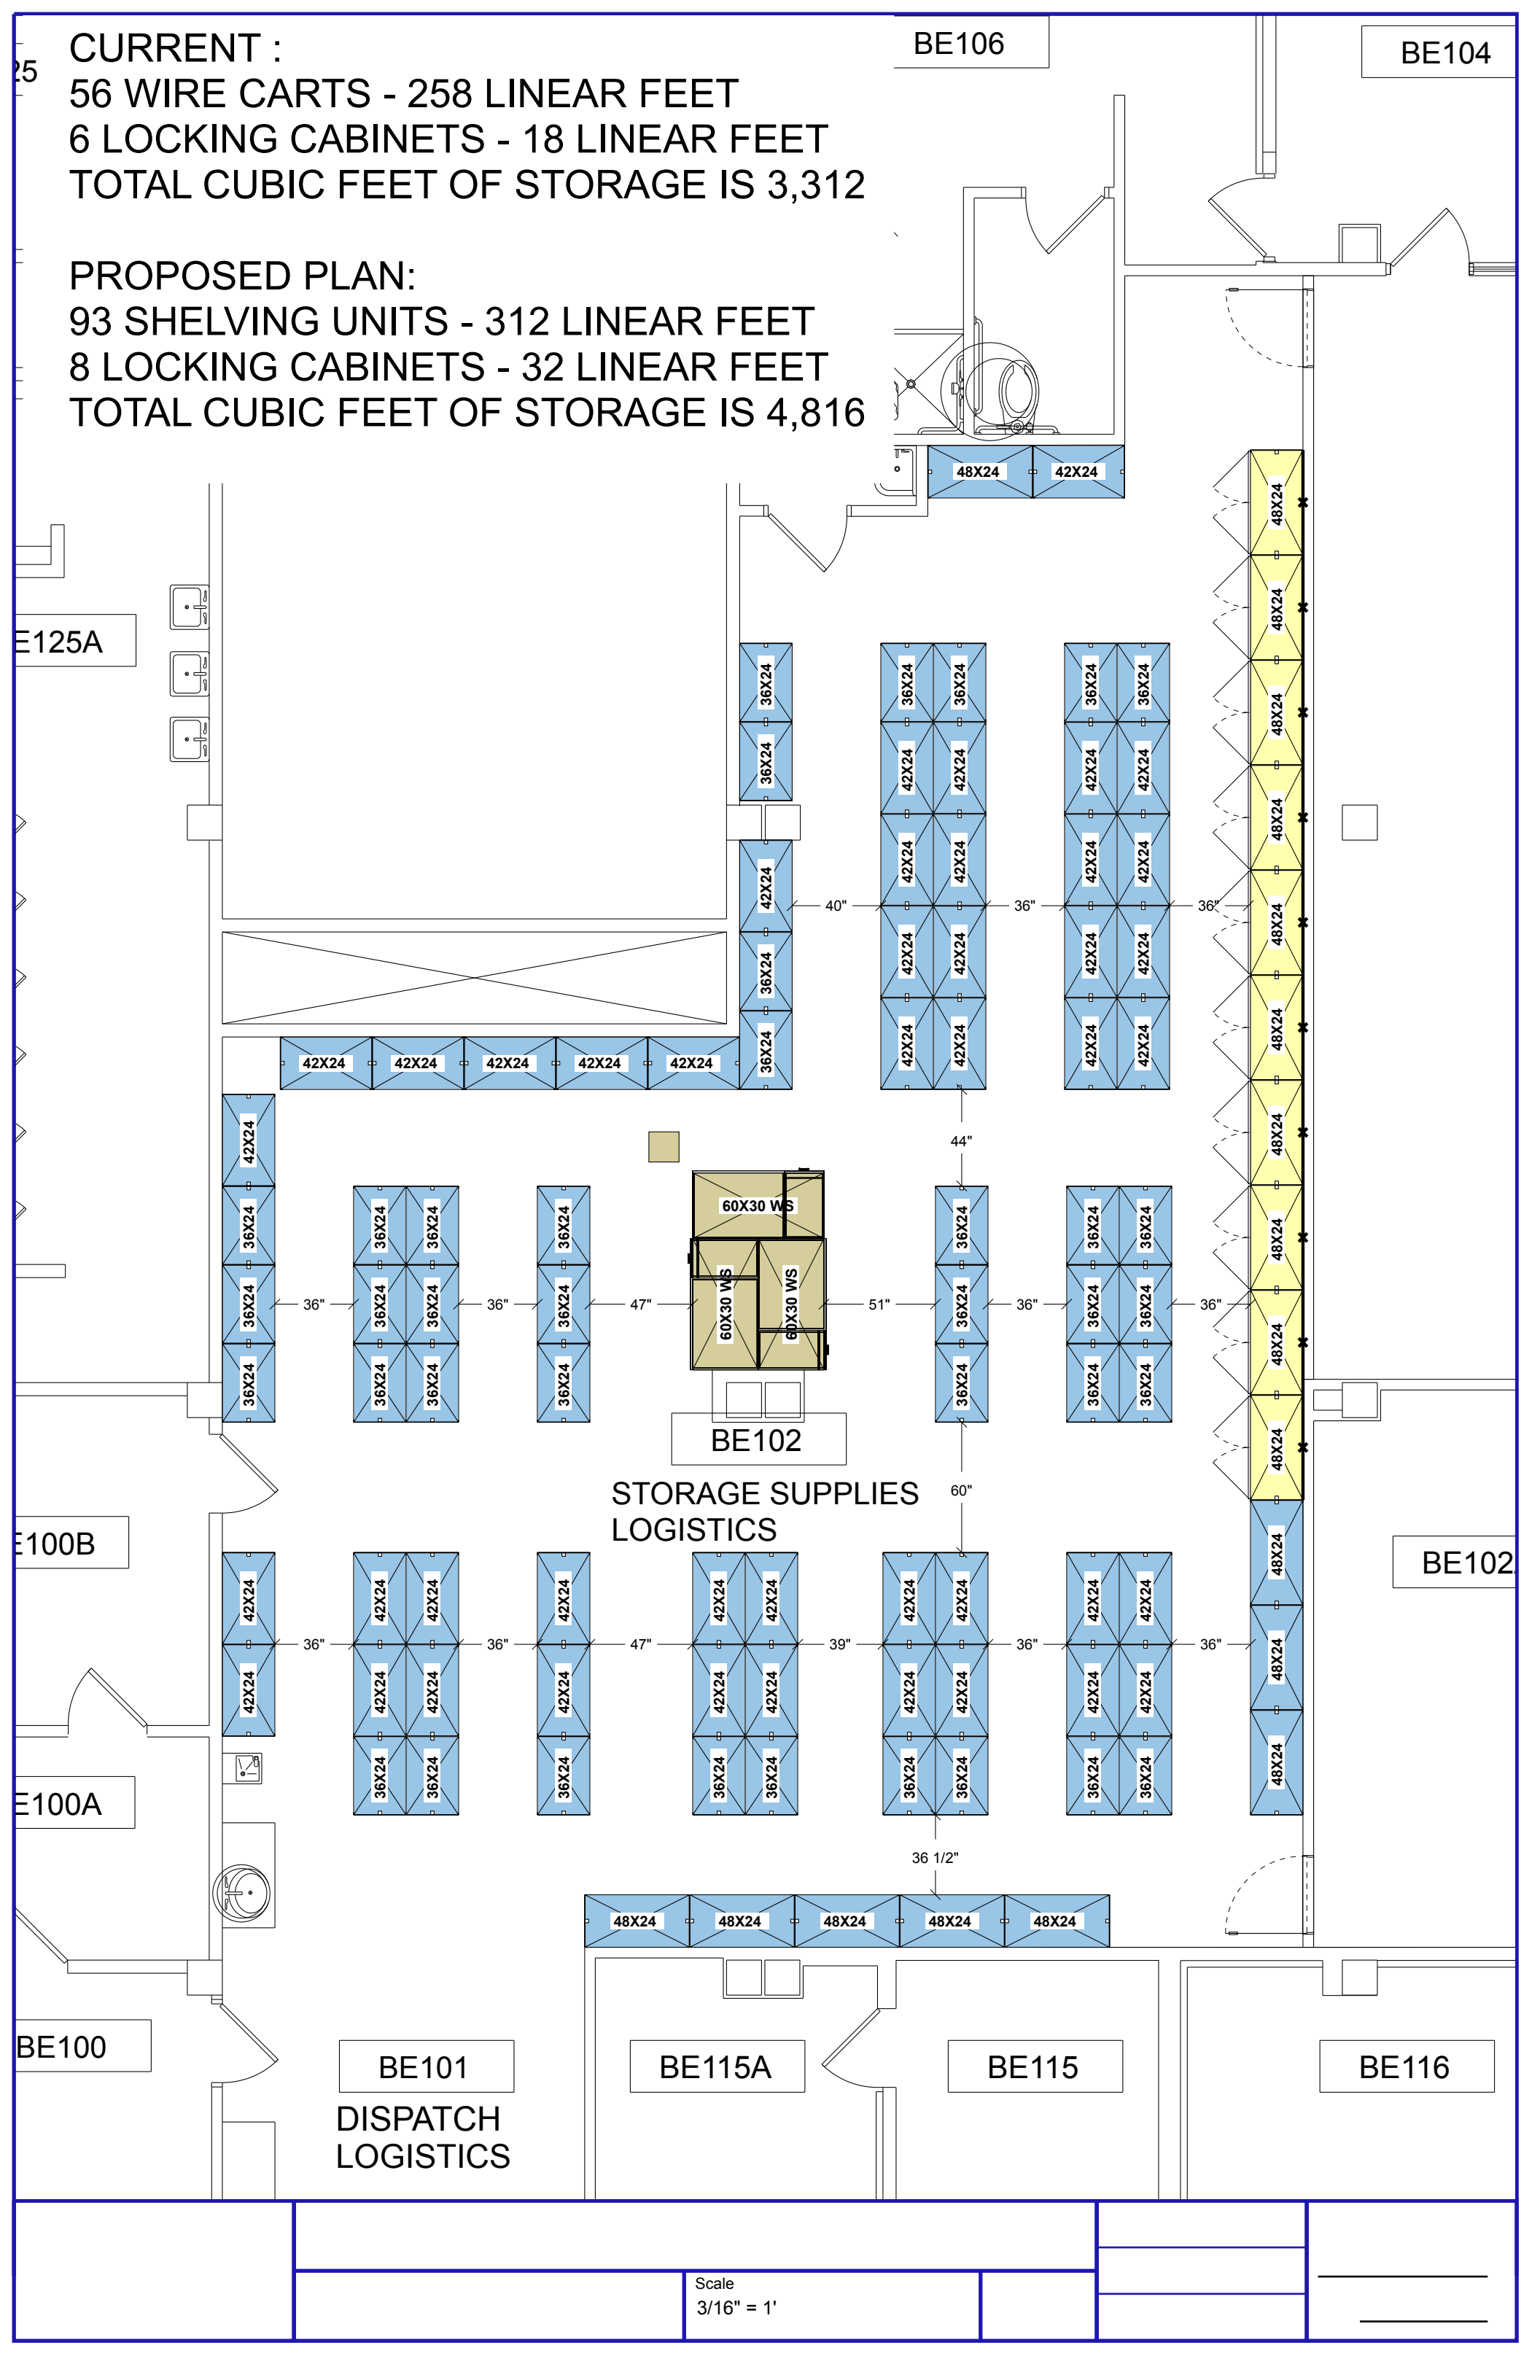 25
CURRENT :
56 WIRE CARTS - 258 LINEAR FEET
6 LOCKING CABINETS - 18 LINEAR FEET
TOTAL CUBIC FEET OF STORAGE IS 3,312
PROPOSED PLAN:
93 SHELVING UNITS - 312 LINEAR FEET
8 LOCKING CABINETS - 32 LINEAR FEET
TOTAL CUBIC FEET OF STORAGE IS 4,816
BE106
BE104
48X24 42X24
48X24
48X24
E125A
36X24 36X24 36X24 36X24 36X24
48X24
36X24 42X24 42X24 42X24 42X24
48X24
42X24 42X24 42X24 42X24 42X24
40" 36" 36"
48X24
36X24 42X24 42X24 42X24 42X24
48X24
36X24 42X24 42X24 42X24 42X24
42X24 42X24 42X24 42X24 42X24
48X24
42X24
44"
60X30 WS
36X24 36X24 36X24 36X24 36X24 36X24 36X24
48X24
36X24 36X24 36X24 36X24 36X24 36X24 36X24
36" 36" 47" 51" 36" 36"
60X30 WS 60X30 WS
48X24
36X24 36X24 36X24 36X24 36X24 36X24 36X24
48X24
BE102
STORAGE SUPPLIES
LOGISTICS
60"
E100B
BE102
48X24
42X24 42X24 42X24 42X24 42X24 42X24 42X24 42X24 42X24 42X24
36" 36" 47" 39" 36" 36"
48X24
42X24 42X24 42X24 42X24 42X24 42X24 42X24 42X24 42X24 42X24
48X24
36X24 36X24 36X24 36X24 36X24 36X24 36X24 36X24 36X24
E100A
36 1/2"
48X24 48X24 48X24 48X24 48X24
BE100
BE101
BE115A
BE115
BE116
DISPATCH
LOGISTICS
Scale
3/16" = 1'